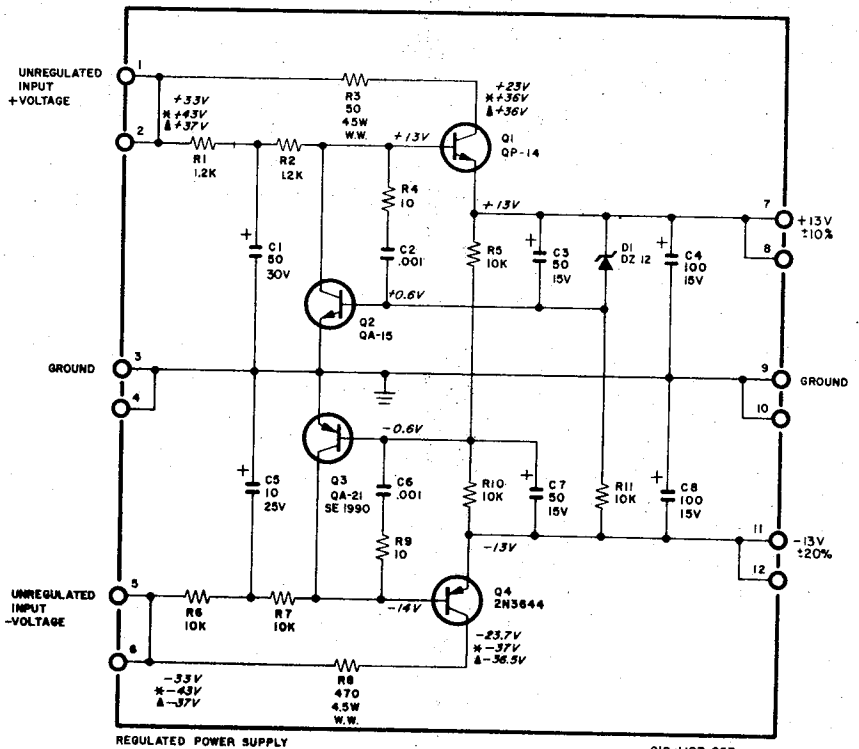 UNREGULATED
INPUT
+VOLTAGE
1
2
+33V
*+43V
▲+37V
R1
1.2K
R2
1.2K
R3
50
45W
W.W.
+23V
*+36V
▲+36V
+13V
Q1
QP-14
R4
10
C2
.001
+
C1
50
30V
+0.6V
Q2
QA-15
+13V
R5
10K
+
C3
50
15V
D1
DZ 12
+
C4
100
15V
7
+13V
±10%
8
GROUND
3
4
9
GROUND
10
-0.6V
+
C5
10
25V
Q3
QA-21
SE 1990
C6
.001
R9
10
R10
10K
+
C7
50
15V
R11
10K
+
C8
100
15V
11
-13V
±20%
12
-13V
UNREGULATED
INPUT
-VOLTAGE
5
6
R6
10K
R7
10K
-14V
Q4
2N3644
-23.7V
*-37V
▲-36.5V
-33V
*-43V
▲-37V
R8
470
4.5W
W.W.
REGULATED POWER SUPPLY